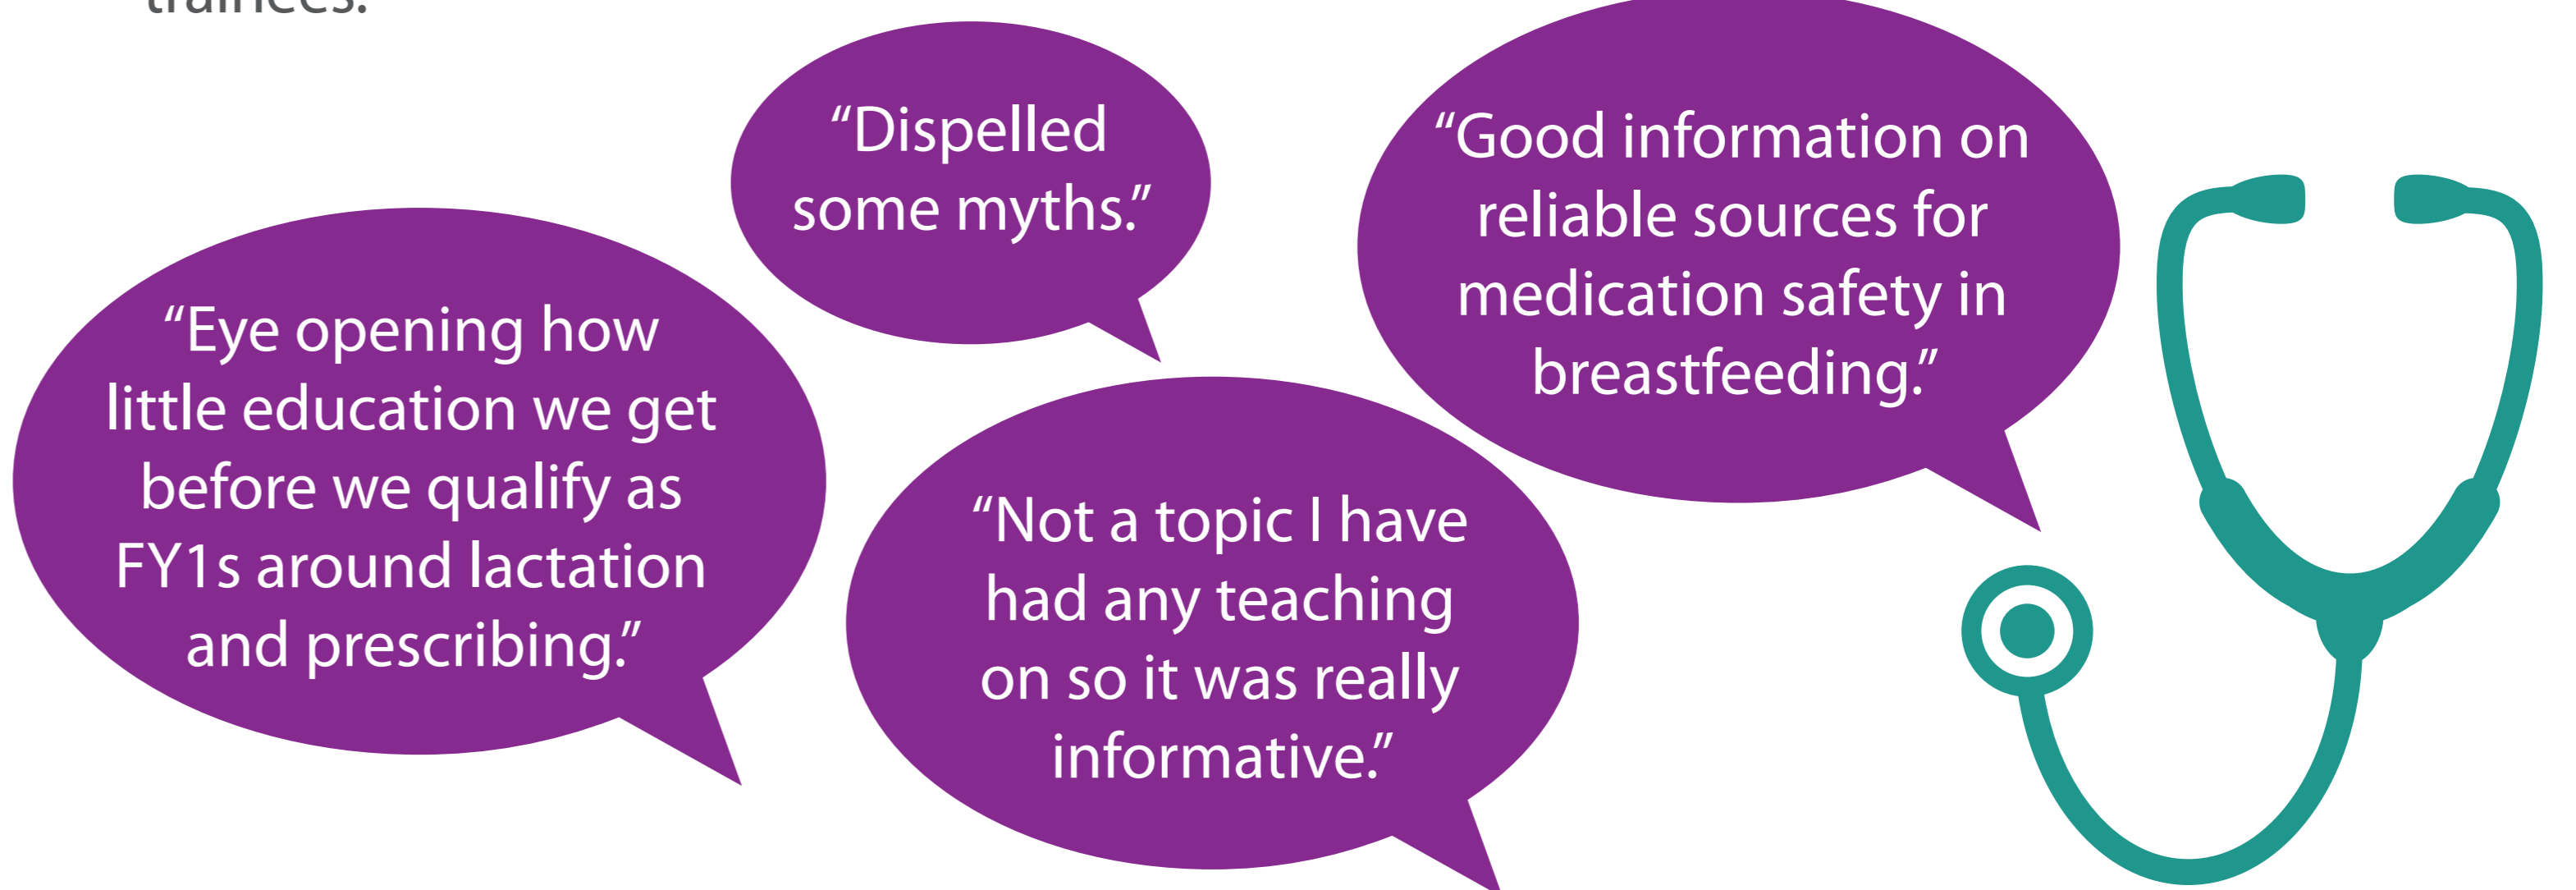 trainees.
“Dispelled
some myths.”
“Good information on
reliable sources for
medication safety in
breastfeeding.”
“Eye opening how
little education we get
before we qualify as
FY1s around lactation
and prescribing.”
“Not a topic I have
had any teaching
on so it was really
informative.”